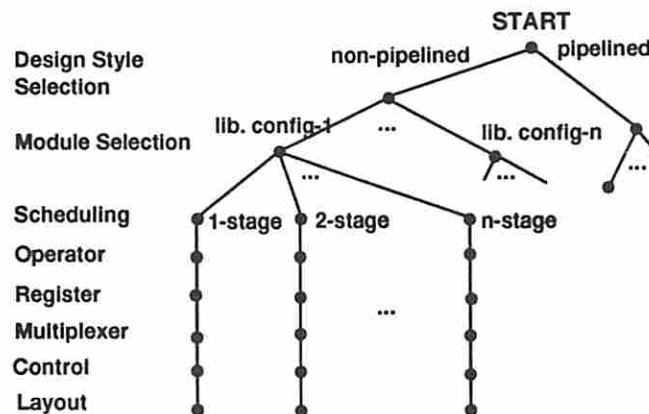 START
non-pipelined
pipelined
Design Style
Selection
...
lib. config-1
lib. config-n
Module Selection
...
...
...
Scheduling
1-stage
2-stage
n-stage
Operator
Register
...
Multiplexer
Control
Layout